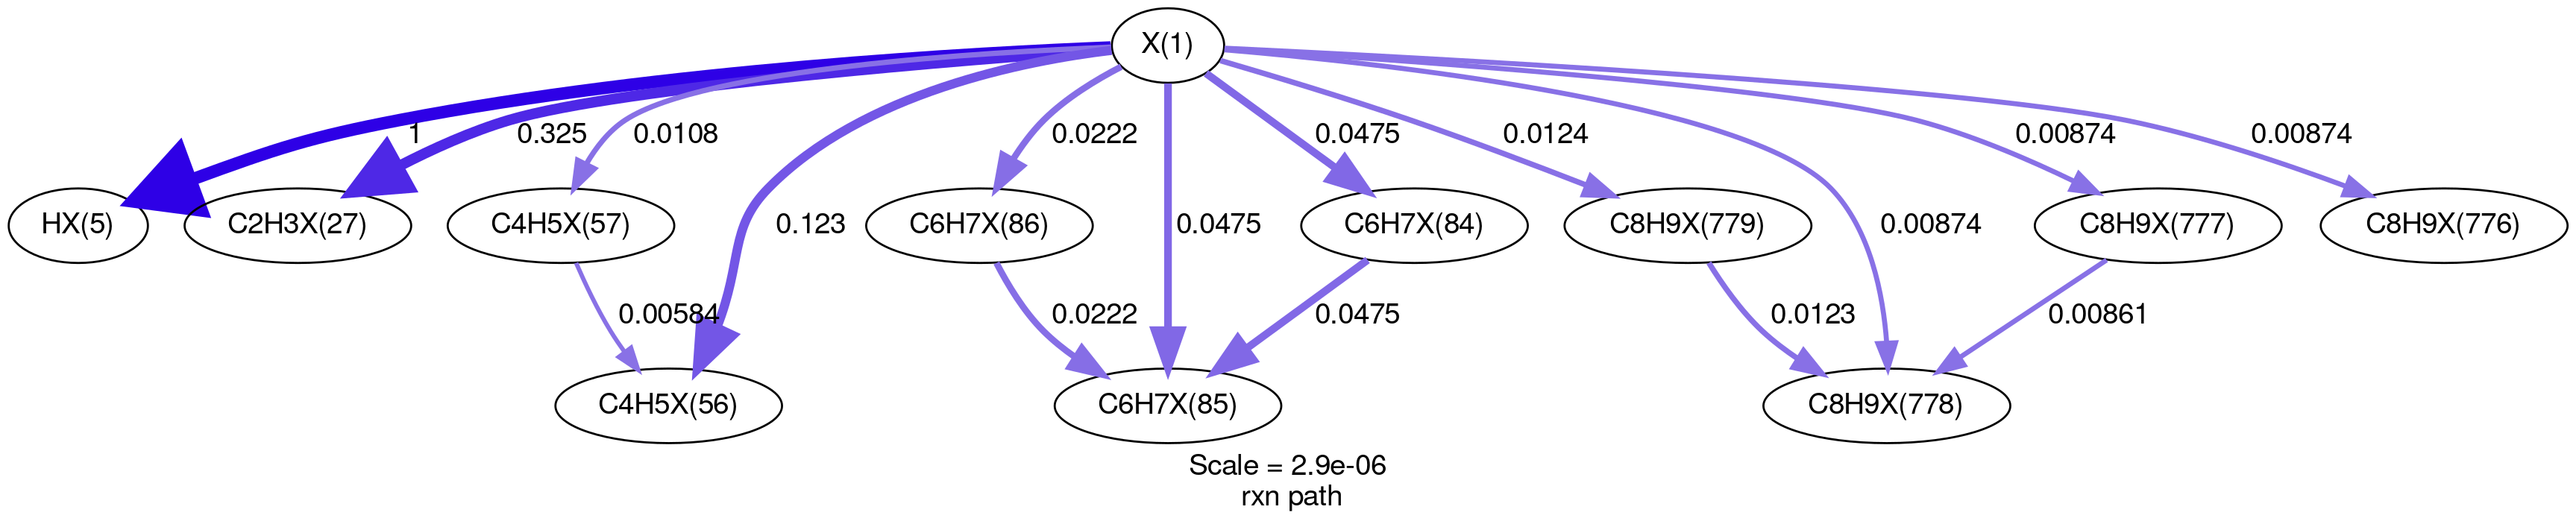 X(1)
1
0.325
0.0108
0.0222
0.0475
0.0124
0.00874
0.00874
HX(5)
C2H3X(27)
C4H5X(57)
0.123
C6H7X(86)
0.0475
C6H7X(84)
C8H9X(779)
0.00874
C8H9X(777)
C8H9X(776)
0.00584
0.0222
0.0475
0.0123
0.00861
C4H5X(56)
C6H7X(85)
C8H9X(778)
Scale = 2.9e-06
rxn path